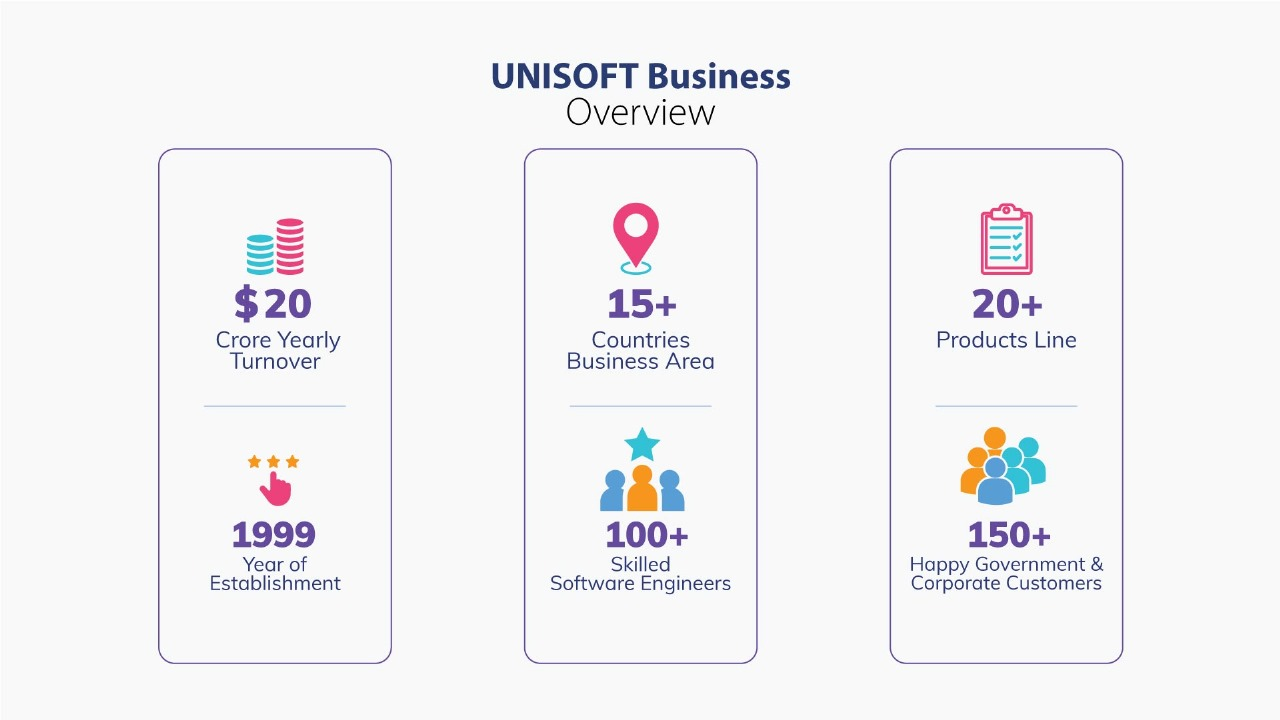 UNISOFT Business
Overview
$20
Crore Yearly
Turnover
1999
Year of
Establishment
15+
Countries
Business Area
100+
Skilled
Software Engineers
20+
Products Line
150+
Happy Government &
Corporate Customers